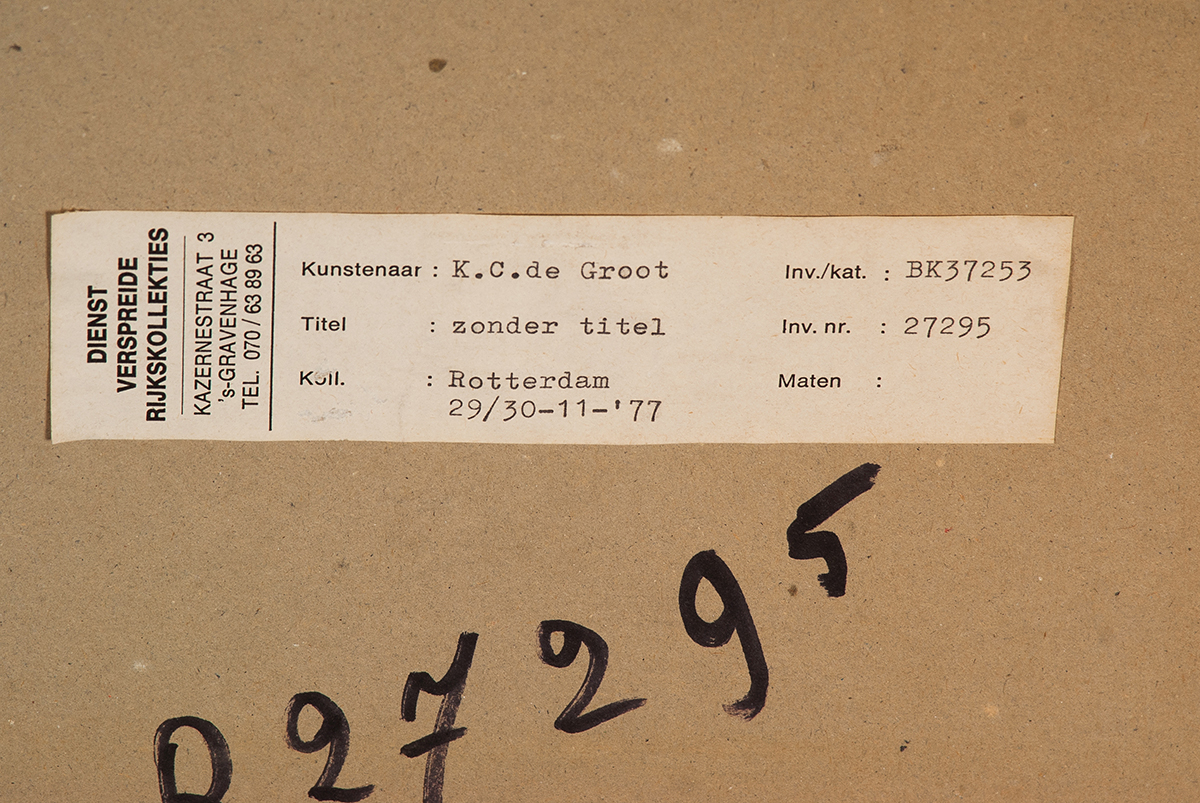 DIENST
VERSPREIDE
RIJKSKOLLEKTIES
KAZERNESTRAAT 3
's-GRAVENHAGE
TEL. 070/63 89 63
Kunstenaar : K.C.de Groot
Titel : zonder titel
Koll. : Rotterdam
29/30-11-'77
Inv./kat. : BK37253
Inv. nr. : 27295
Maten :
R27295